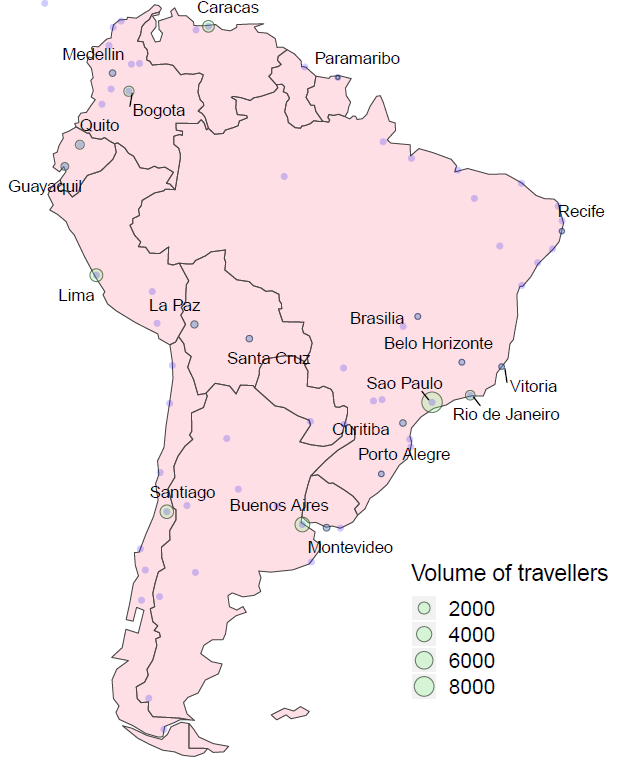 Caracas
Medellin
Paramaribo
Bogota
Quito
Guayaquil
Recife
Lima
La Paz
Brasilia
Belo Horizonte
Santa Cruz
Sao Paulo
Vitoria
Rio de Janeiro
Curitiba
Porto Alegre
Santiago
Buenos Aires
Montevideo
Volume of travellers
2000
4000
6000
8000